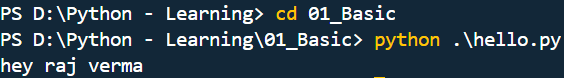 PS D:\Python - Learning> cd 01_Basic
PS D:\Python - Learning\01_Basic> python .\hello.py
hey raj verma